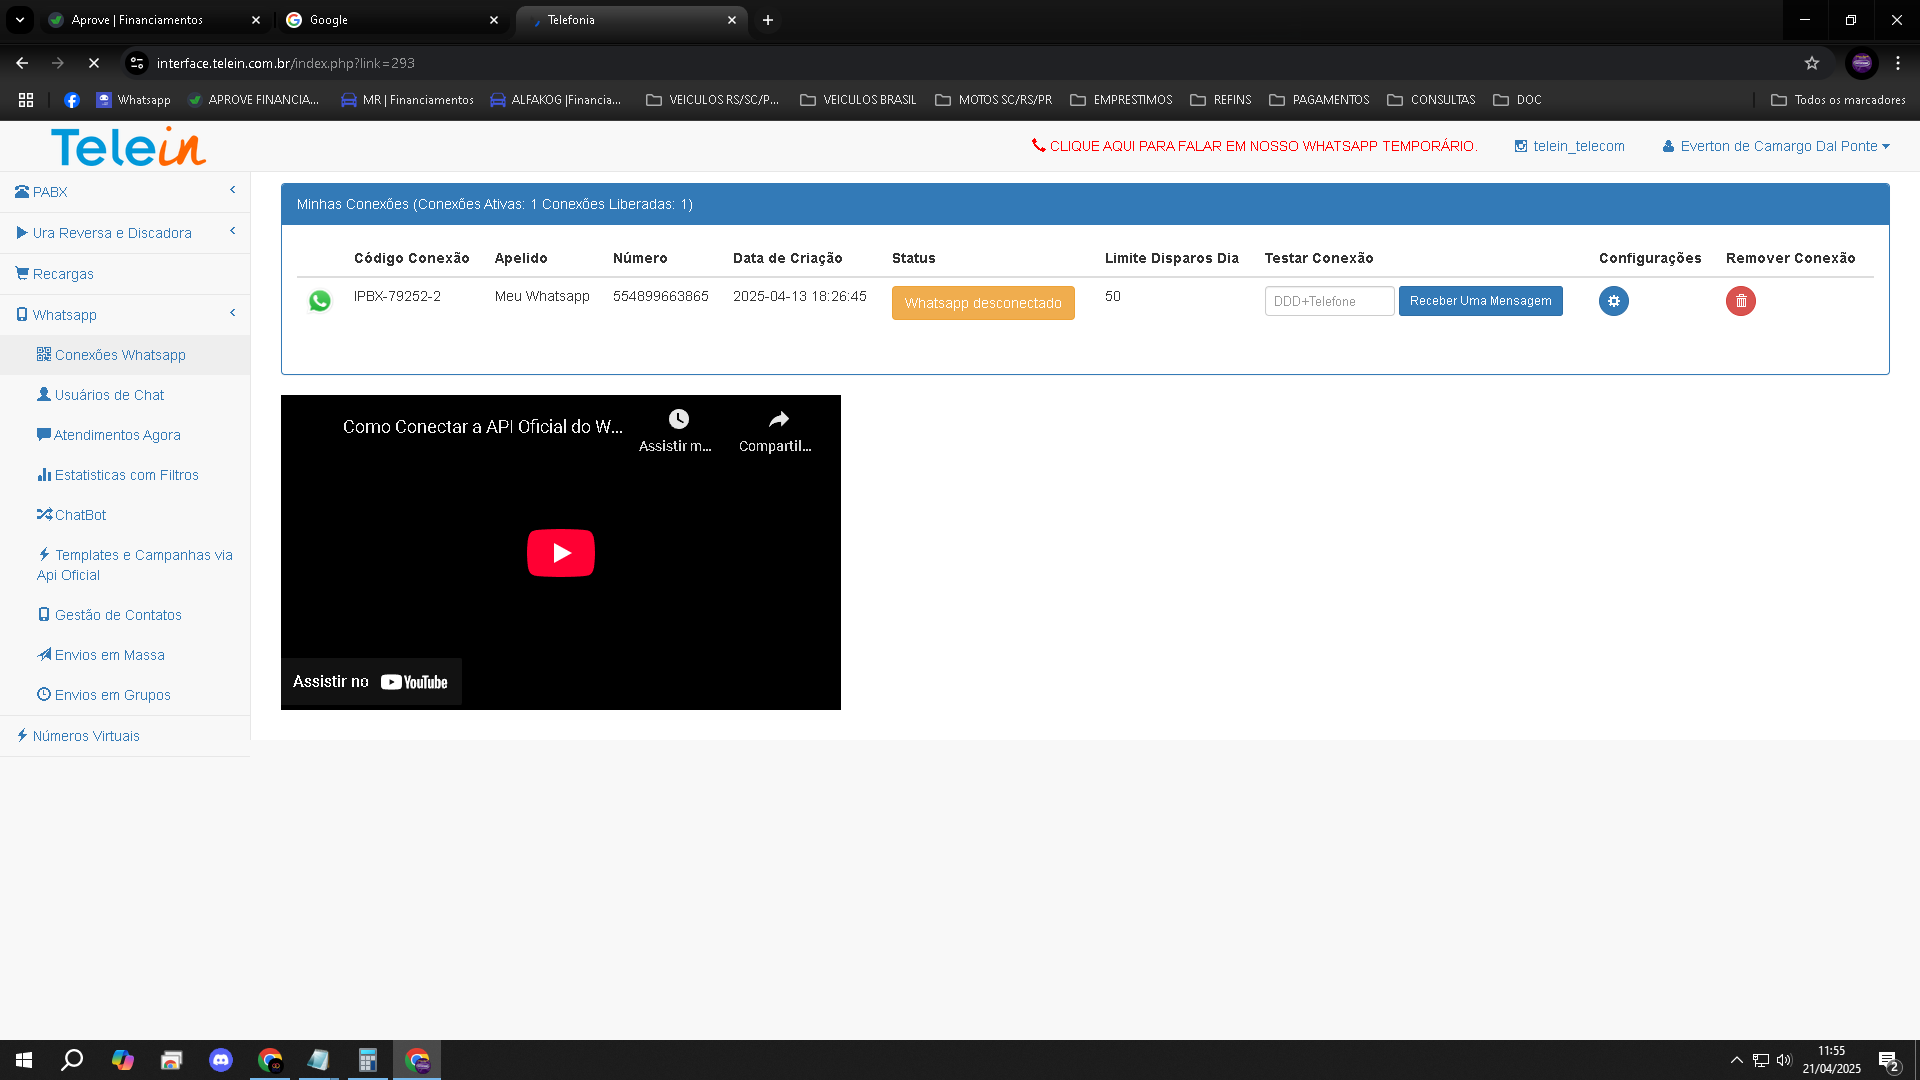 Aprove | Financiamentos
Google
Telefonia
interface.telein.com.br/index.php?link=293
Whatsapp
APROVE FINANCIA...
MR | Financiamentos
ALFAKOG |Financia...
VEICULOS RS/SC/P...
VEICULOS BRASIL
MOTOS SC/RS/PR
EMPRESTIMOS
REFINS
PAGAMENTOS
CONSULTAS
DOC
Todos os marcadores
Telein
CLIQUE AQUI PARA FALAR EM NOSSO WHATSAPP TEMPORÁRIO.
telein_telecom
Everton de Camargo Dal Ponte
PABX
Ura Reversa e Discadora
Recargas
Whatsapp
Conexões Whatsapp
Usuários de Chat
Atendimentos Agora
Estatisticas com Filtros
ChatBot
Templates e Campanhas via
Api Oficial
Gestão de Contatos
Envios em Massa
Envios em Grupos
Números Virtuais
Minhas Conexões (Conexões Ativas: 1 Conexões Liberadas: 1)
Código Conexão Apelido Número Data de Criação Status Limite Disparos Dia Testar Conexão Configurações Remover Conexão
IPBX-79252-2 Meu Whatsapp 554899663865 2025-04-13 18:26:45 Whatsapp desconectado 50 DDD+Telefone Receber Uma Mensagem
Como Conectar a API Oficial do W...
Assistir m...
Compartil...
Assistir no YouTube
11:55
21/04/2025
2